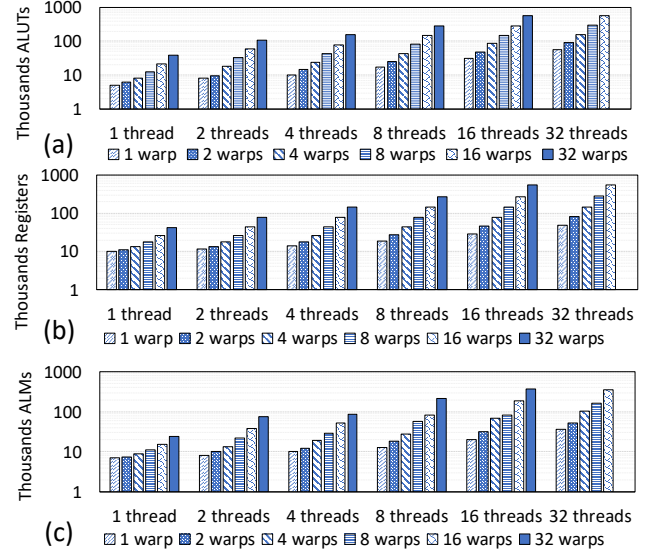 Thousands ALUTs
1000
100
10
1
1 thread 2 threads 4 threads 8 threads 16 threads 32 threads
(a)
1 warp 2 warps 4 warps 8 warps 16 warps 32 warps
Thousands Registers
1000
100
10
1
1 thread 2 threads 4 threads 8 threads 16 threads 32 threads
(b)
1 warp 2 warps 4 warps 8 warps 16 warps 32 warps
Thousands ALMs
1000
100
10
1
1 thread 2 threads 4 threads 8 threads 16 threads 32 threads
(c)
1 warp 2 warps 4 warps 8 warps 16 warps 32 warps